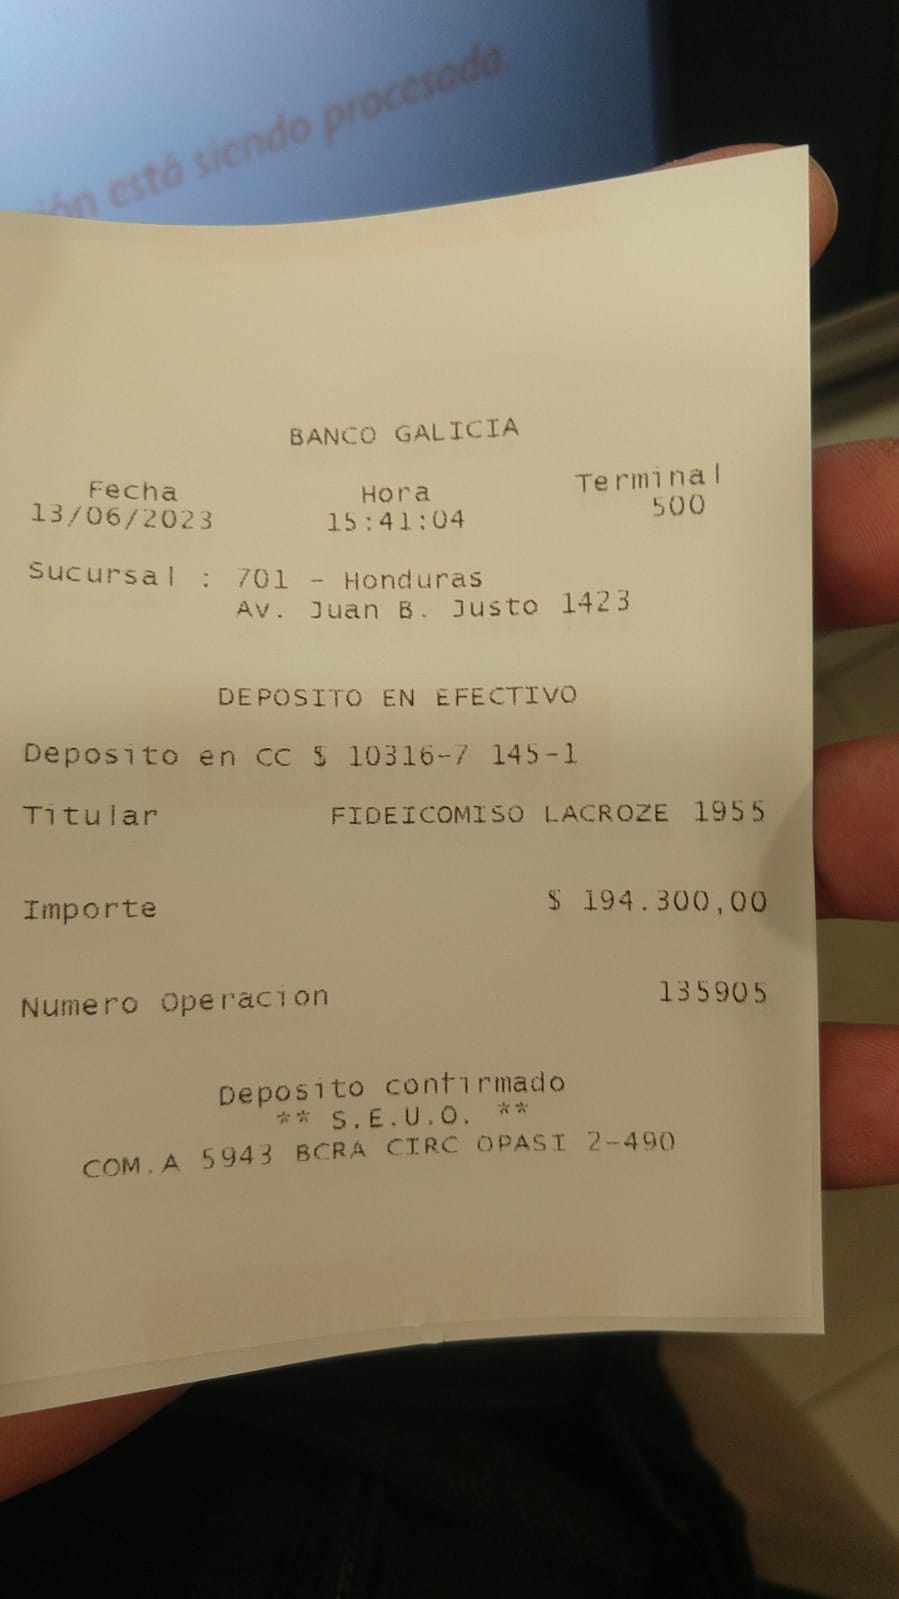 ión está siendo procesada.
BANCO GALICIA
Fecha Hora Terminal
13/06/2023 15:41:04 500
Sucursal : 701 - Honduras
Av. Juan B. Justo 1423
DEPOSITO EN EFECTIVO
Deposito en CC $ 10316-7 145-1
Titular FIDEICOMISO LACROZE 1955
Importe $ 194.300,00
Numero Operacion 135905
Deposito confirmado
** S.E.U.O. **
COM.A 5943 BCRA CIRC OPASI 2-490